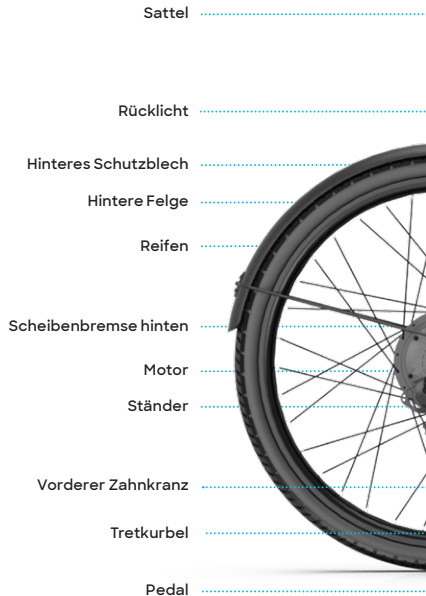 Sattel
Rücklicht
Hinteres Schutzblech
Hintere Felge
Reifen
Scheibenbremse hinten
Motor
Ständer
Vorderer Zahnkranz
Tretkurbel
Pedal